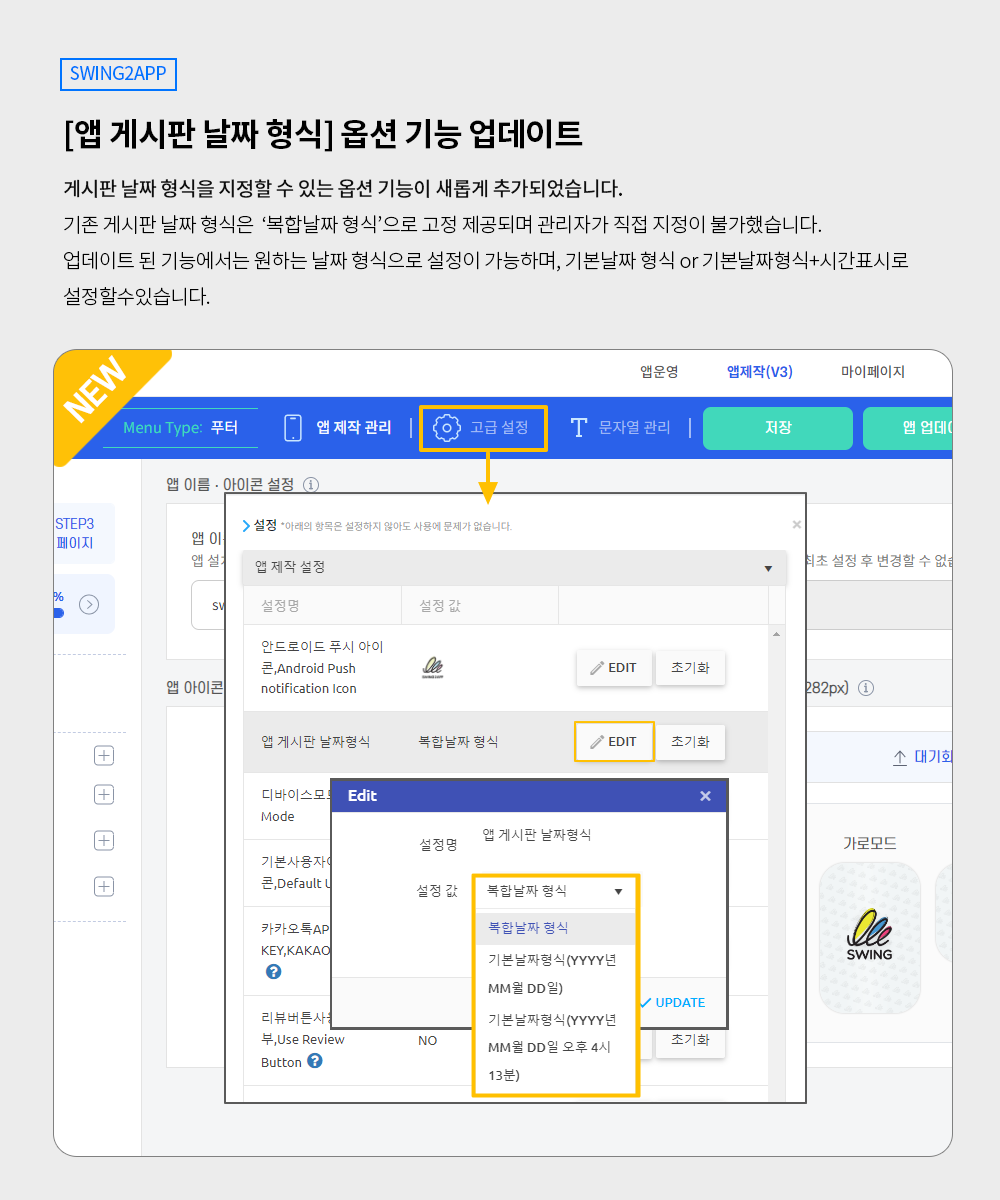 SWING2APP
[앱 게시판 날짜 형식] 옵션 기능 업데이트
게시판 날짜 형식을 지정할 수 있는 옵션 기능이 새롭게 추가되었습니다.
기존 게시판 날짜 형식은 ‘복합날짜 형식’으로 고정 제공되며 관리자가 직접 지정이 불가했습니다.
업데이트 된 기능에서는 원하는 날짜 형식으로 설정이 가능하며, 기본날짜 형식 or 기본날짜형식+시간표시로
설정할수있습니다.
NEW
앱운영 앱제작(V3) 마이페이지
Menu Type: 푸터 앱 제작 관리 고급 설정 문자열 관리 저장 앱 업데
앱 이름 · 아이콘 설정
STEP3
페이지
%
앱 이
앱 설
sw
최초 설정 후 변경할 수 없
앱 아이콘
282px)
대기화
가로모드
SWING
설정 *아래의 항목은 설정하지 않아도 사용에 문제가 없습니다. ×
앱 제작 설정
설정명 설정 값
안드로이드 푸시 아이
콘,Android Push
notification Icon
SWING2APP
EDIT 초기화
앱 게시판 날짜형식 복합날짜 형식 EDIT 초기화
디바이스모
Mode
기본사용자
콘,Default U
카카오톡AP
KEY,KAKAO
리뷰버튼사
부,Use Review
Button
NO
초기화
Edit ×
설정명 앱 게시판 날짜형식
설정 값 복합날짜 형식
복합날짜 형식
기본날짜형식(YYYY년
MM월 DD일)
기본날짜형식(YYYY년
MM월 DD일 오후 4시
13분)
UPDATE